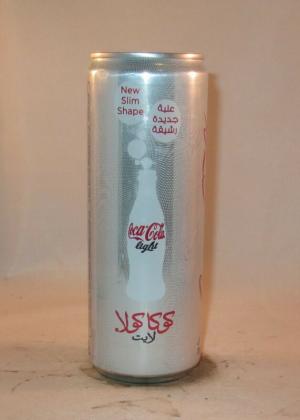 New
Slim
Shape
علبة
جديدة
رشيقة
Coca-Cola
light
كوكاكولا
لايت